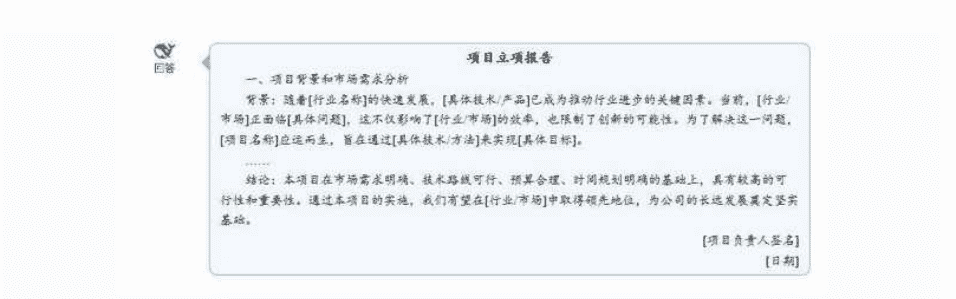 回答
项目立项报告
一、项目背景和市场需求分析
背景：随着[行业名称]的快速发展，[具体技术/产品]已成为推动行业进步的关键因素。当前，[行业/
市场]正面临[具体问题]，这不仅影响了[行业/市场]的效率，也限制了创新的可能性。为了解决这一问题，
[项目名称]应运而生，旨在通过[具体技术/方法]来实现[具体目标]。
……
结论：本项目在市场需求明确、技术路线可行、预算合理、时间规划明确的基础上，具有较高的可
行性和重要性。通过本项目的实施，我们有望在[行业/市场]中取得领先地位，为公司的长远发展奠定坚实
基础。
[项目负责人签名]
[日期]